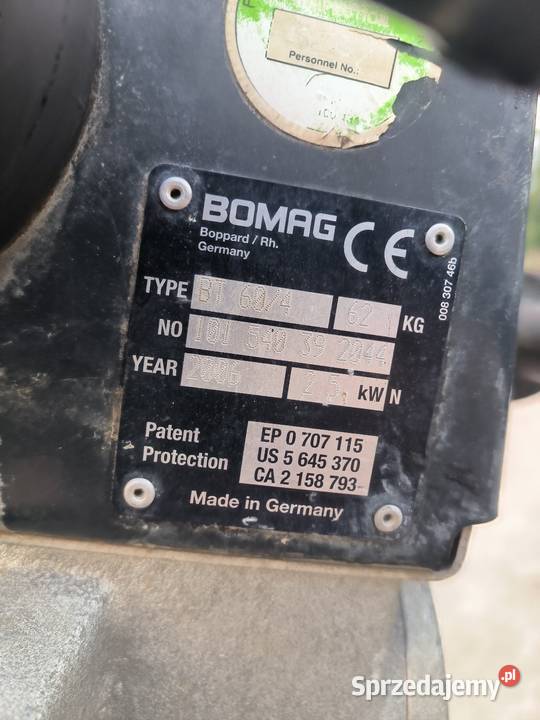 Personnel No.:
BOMAG CE
Boppard / Rh.
Germany
TYPE BT 60/4 62 KG
NO 101 540 39 2044
YEAR 2006 2.5 kW N
Patent Protection
EP 0 707 115
US 5 645 370
CA 2 158 793
Made in Germany
008 307 46b
Sprzedajemy.pl